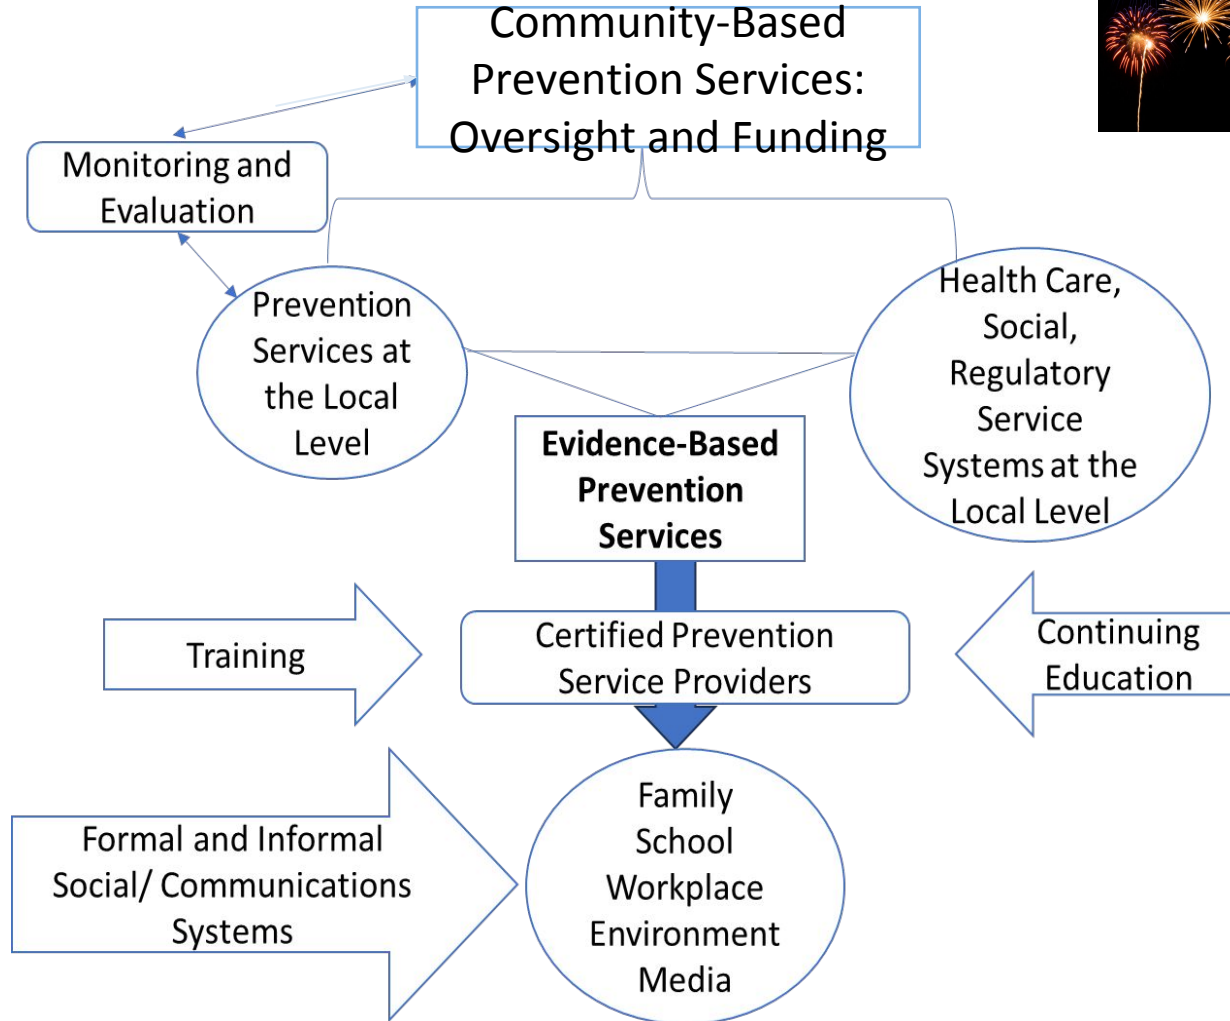 Community-Based
Prevention Services:
Oversight and Funding
Monitoring and
Evaluation
Prevention
Services at
the Local
Level
Health Care,
Social,
Regulatory
Service
Systems at the
Local Level
Evidence-Based
Prevention
Services
Training
Certified Prevention
Service Providers
Continuing
Education
Formal and Informal
Social/ Communications
Systems
Family
School
Workplace
Environment
Media